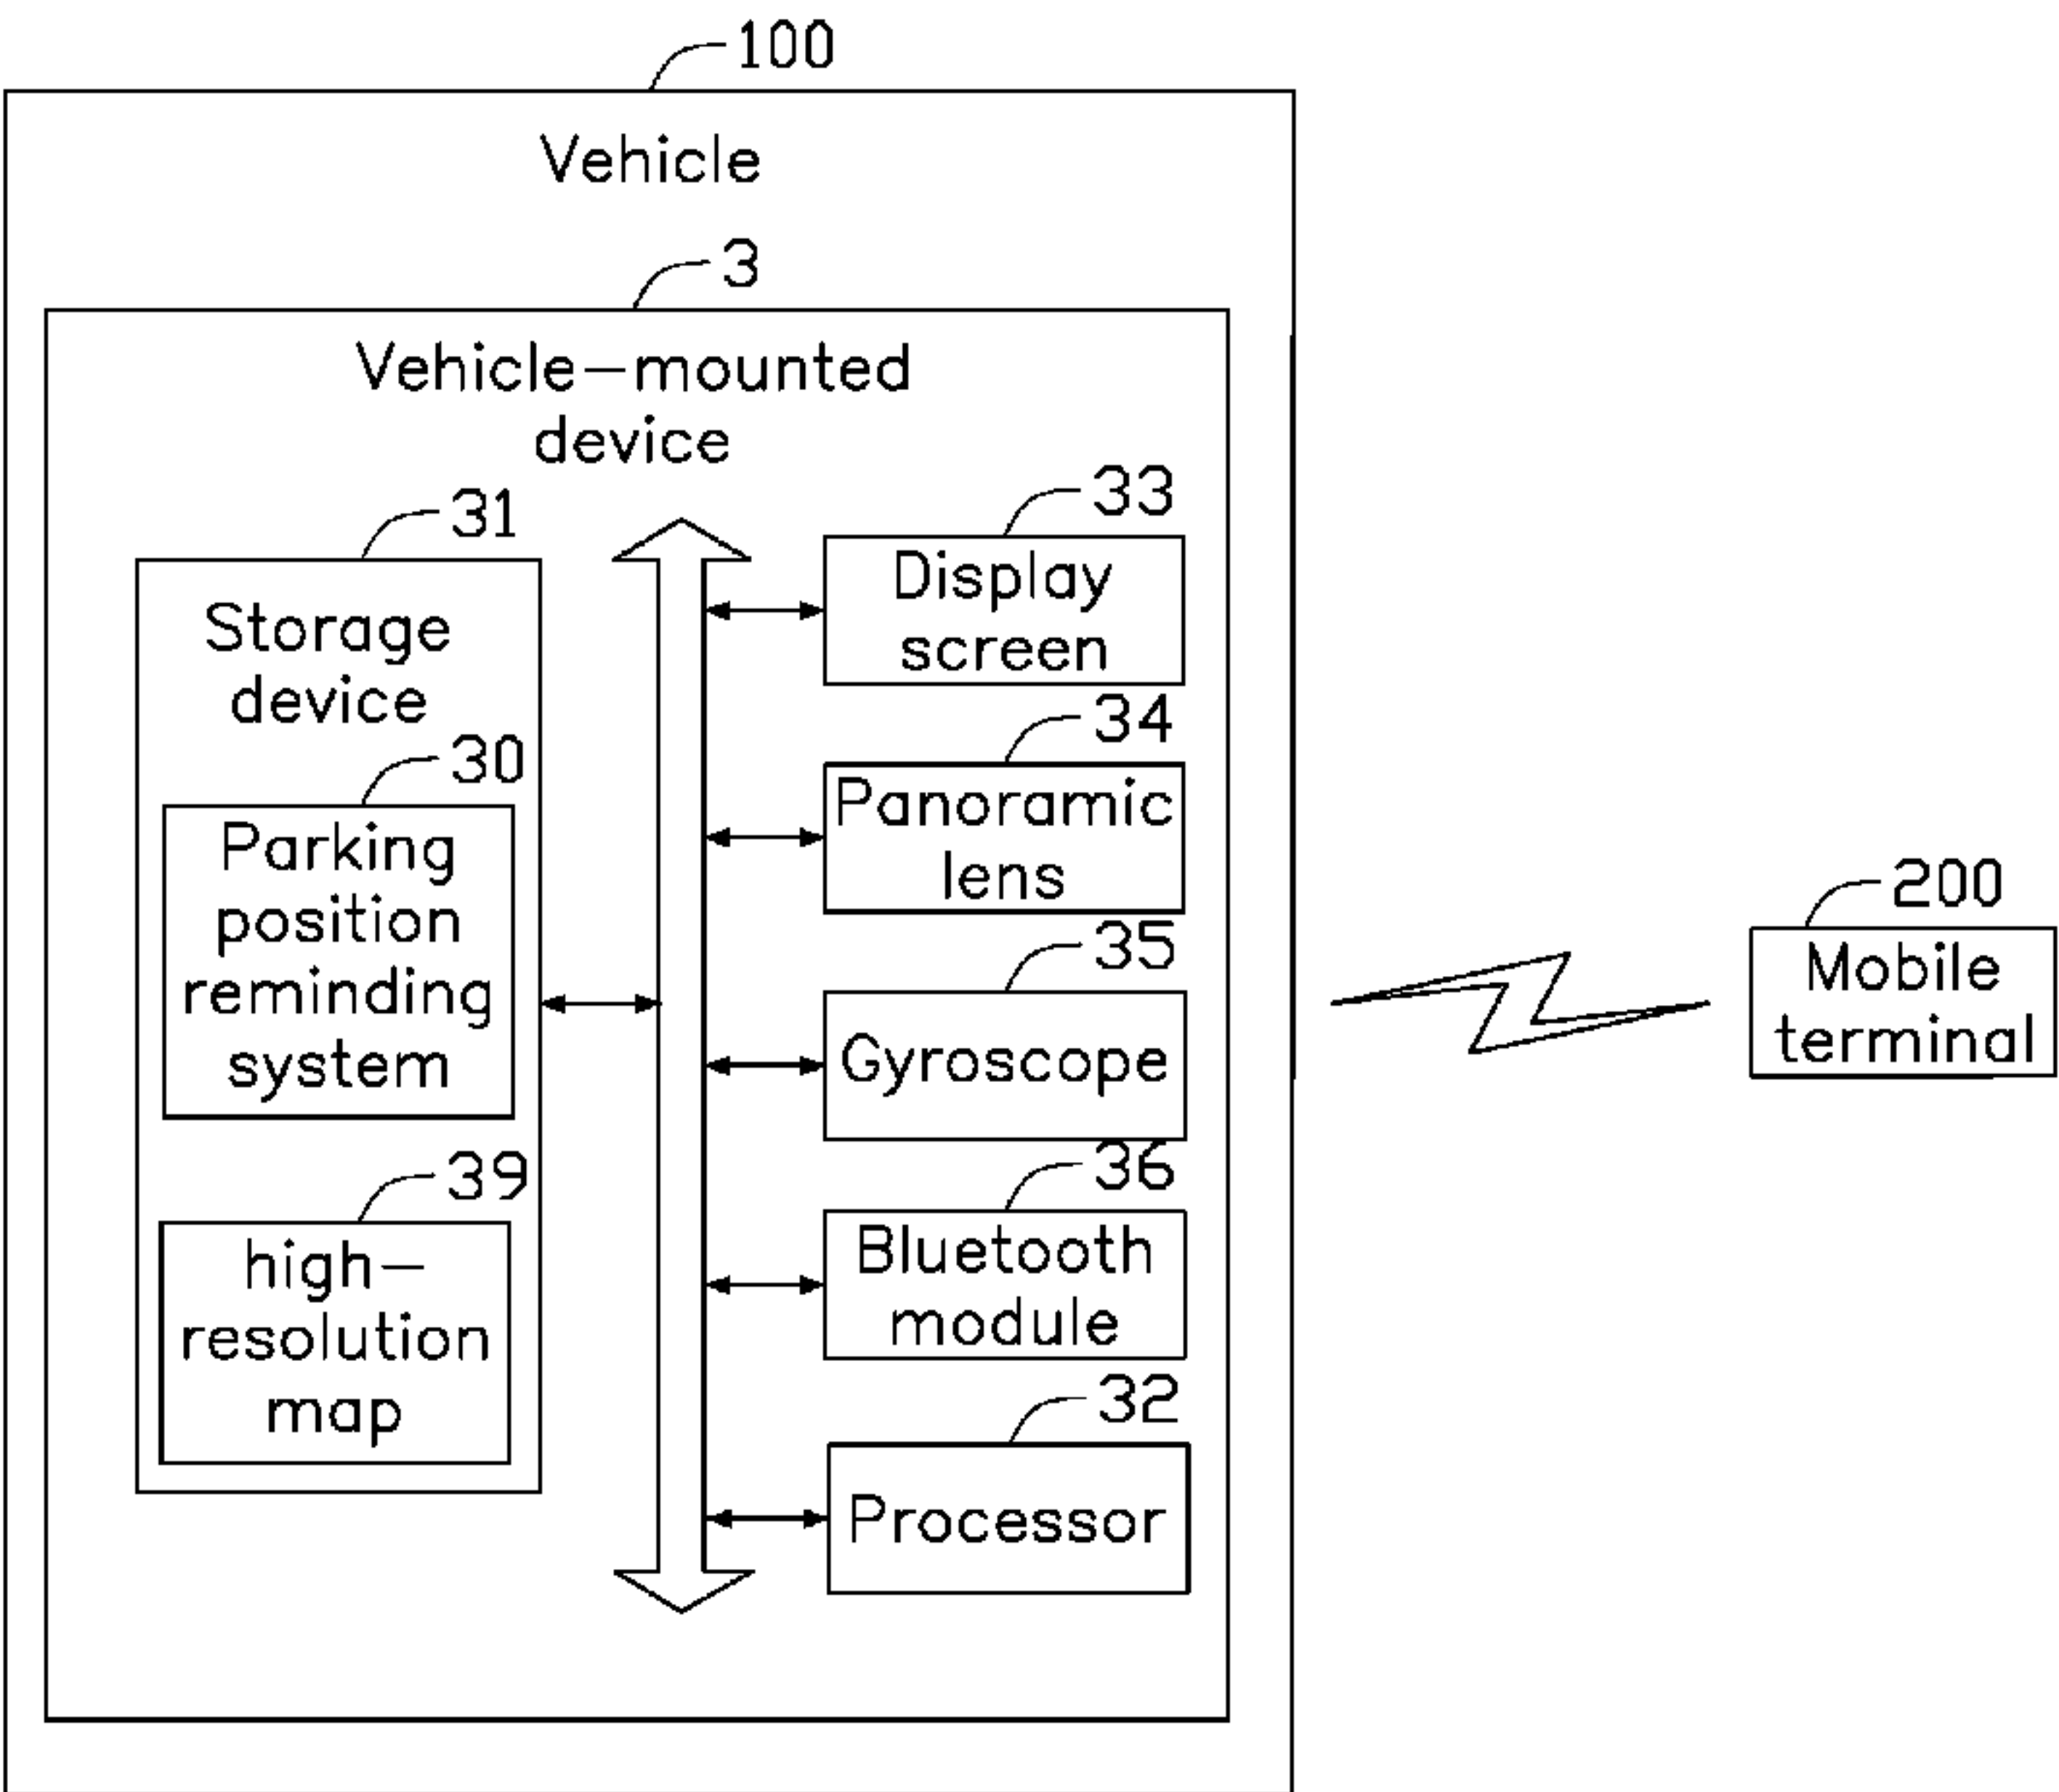 100
Vehicle
3
Vehicle-mounted
device
31
Storage
device
30
Parking
position
reminding
system
39
high-
resolution
map
33
Display
screen
34
Panoramic
lens
35
Gyroscope
36
Bluetooth
module
32
Processor
200
Mobile
terminal